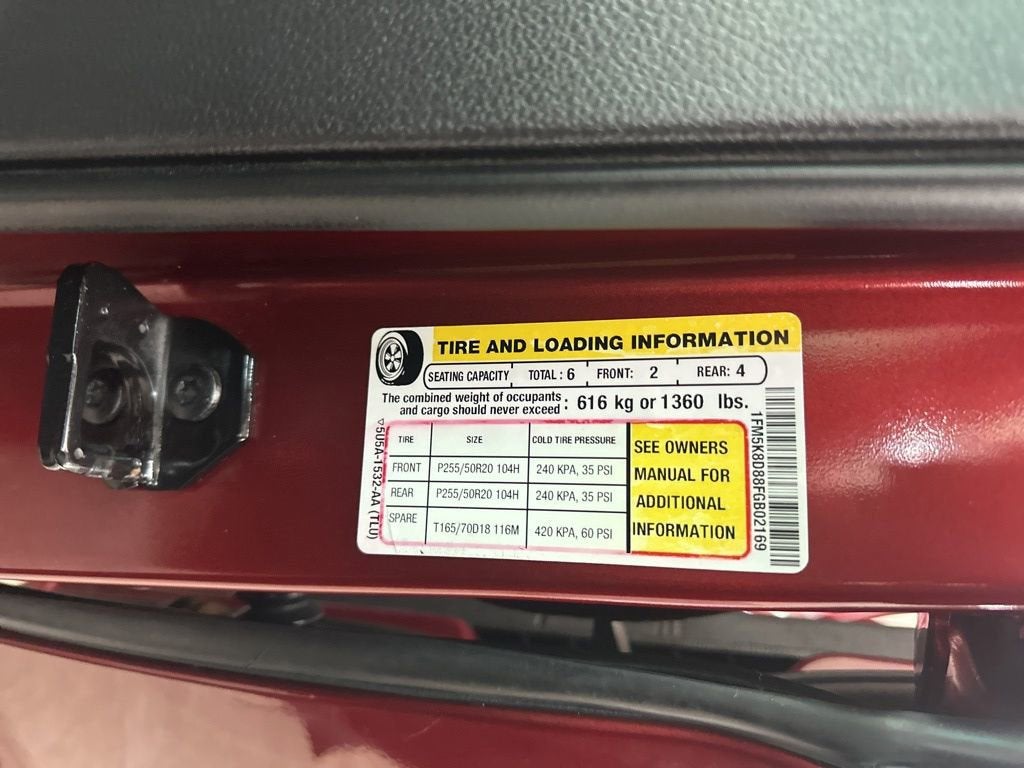 TIRE AND LOADING INFORMATION
SEATING CAPACITY TOTAL : 6 FRONT: 2 REAR: 4
The combined weight of occupants
and cargo should never exceed : 616 kg or 1360 lbs.
TIRE SIZE COLD TIRE PRESSURE
FRONT P255/50R20 104H 240 KPA, 35 PSI
REAR P255/50R20 104H 240 KPA, 35 PSI
SPARE T165/70D18 116M 420 KPA, 60 PSI
SEE OWNERS
MANUAL FOR
ADDITIONAL
INFORMATION
▽5U5A-1532-AA (TLU)
1FM5K8D88FGB02169